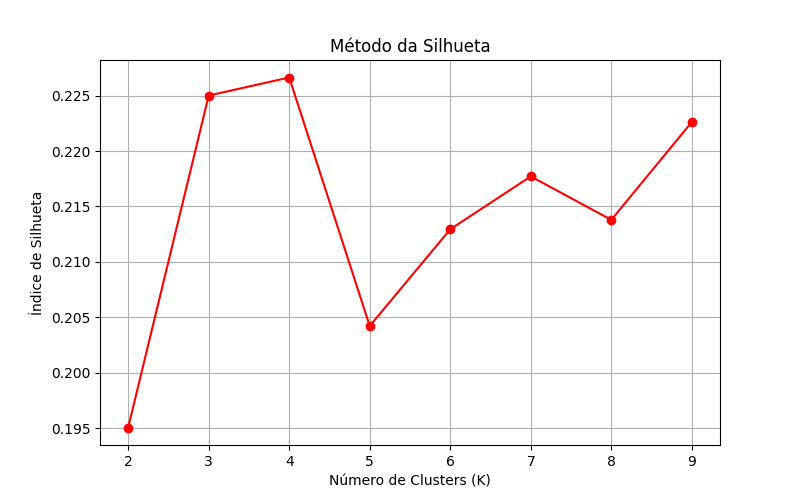 Método da Silhueta
Índice de Silhueta
0.225
0.220
0.215
0.210
0.205
0.200
0.195
2 3 4 5 6 7 8 9
Número de Clusters (K)